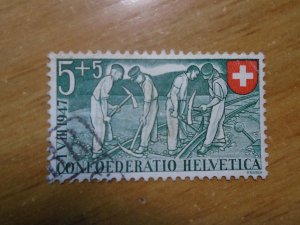 5+5
1.VIII.1947
CONFOEDERATIO HELVETICA